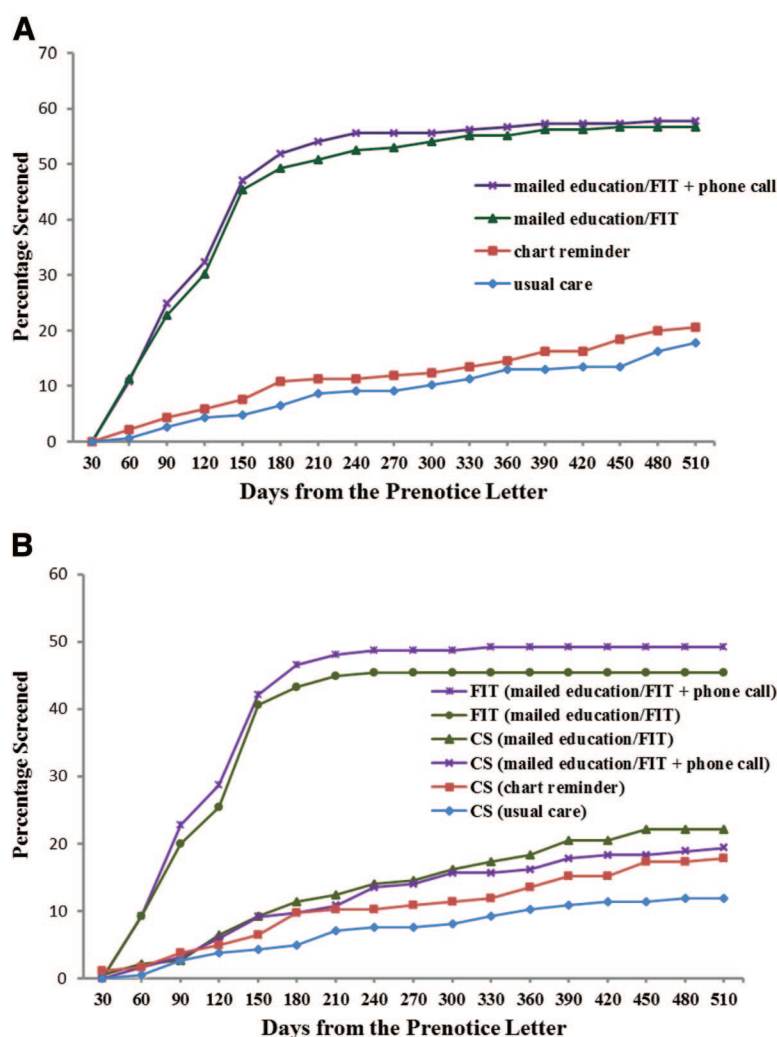 A
70
60
50
40
30
20
10
0
Percentage Screened
mailed education/FIT + phone call
mailed education/FIT
chart reminder
usual care
30 60 90 120 150 180 210 240 270 300 330 360 390 420 450 480 510
Days from the Prenotice Letter
B
60
50
40
30
20
10
0
Percentage Screened
FIT (mailed education/FIT + phone call)
FIT (mailed education/FIT)
CS (mailed education/FIT)
CS (mailed education/FIT + phone call)
CS (chart reminder)
CS (usual care)
30 60 90 120 150 180 210 240 270 300 330 360 390 420 450 480 510
Days from the Prenotice Letter